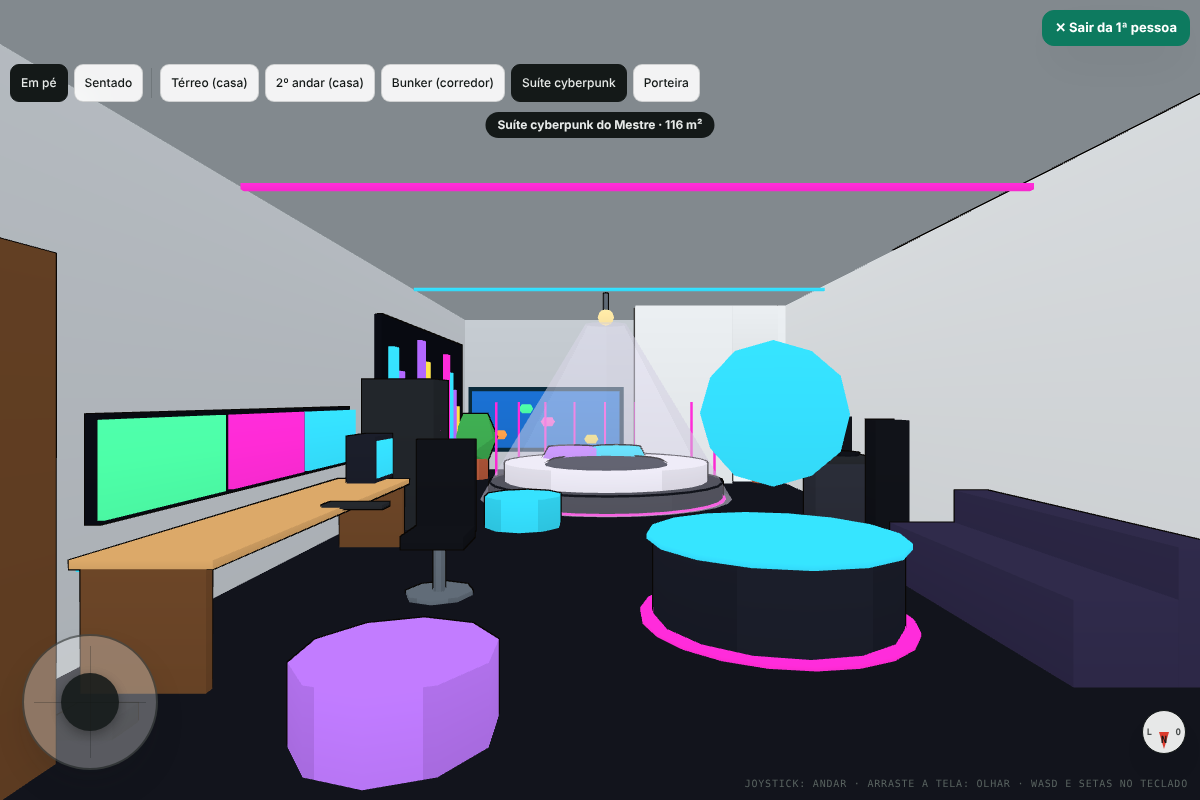 ✕ Sair da 1ª pessoa
Em pé
Sentado
Térreo (casa)
2º andar (casa)
Bunker (corredor)
Suíte cyberpunk
Porteira
Suíte cyberpunk do Mestre · 116 m²
L N O
JOYSTICK: ANDAR · ARRASTE A TELA: OLHAR · WASD E SETAS NO TECLADO